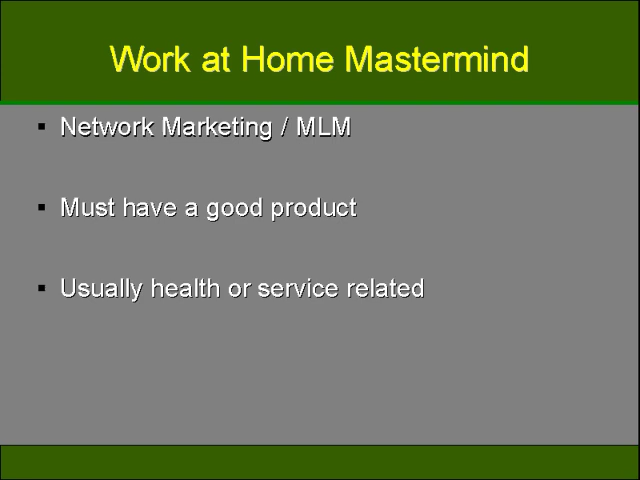 Work at Home Mastermind
▪ Network Marketing / MLM
▪ Must have a good product
▪ Usually health or service related